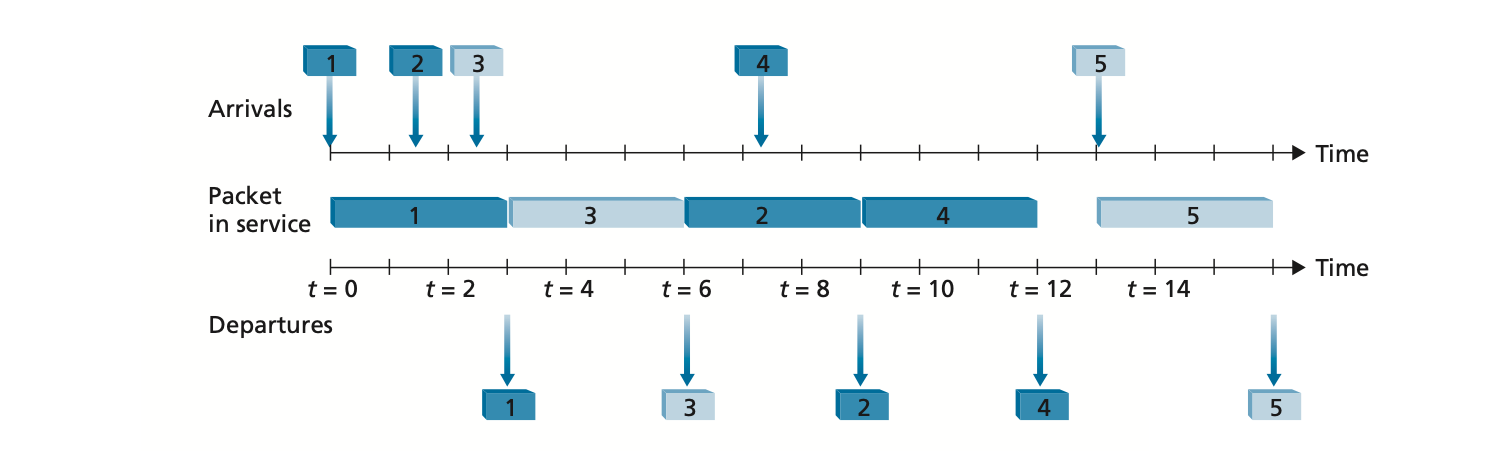 1 2 3 4 5
Arrivals
Time
Packet
in service
1 3 2 4 5
Time
t = 0 t = 2 t = 4 t = 6 t = 8 t = 10 t = 12 t = 14
Departures
1 3 2 4 5